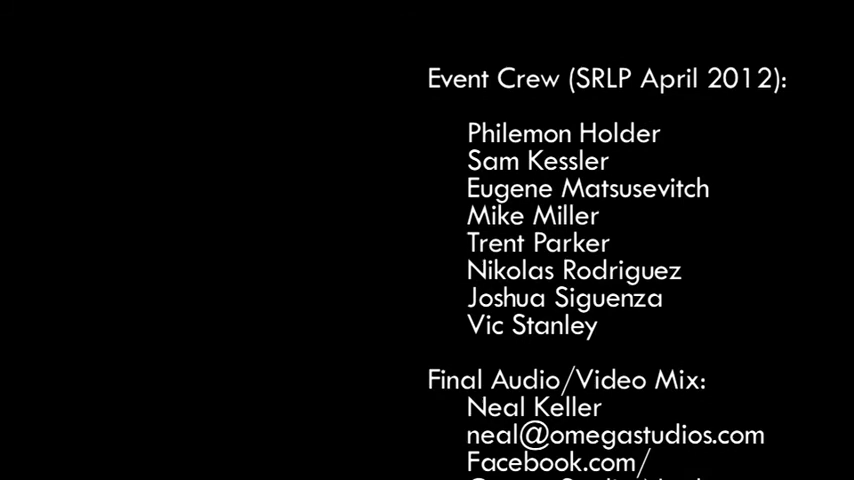 Event Crew (SRLP April 2012):
Philemon Holder
Sam Kessler
Eugene Matsusevitch
Mike Miller
Trent Parker
Nikolas Rodriguez
Joshua Siguenza
Vic Stanley
Final Audio/Video Mix:
Neal Keller
neal@omegastudios.com
Facebook.com/